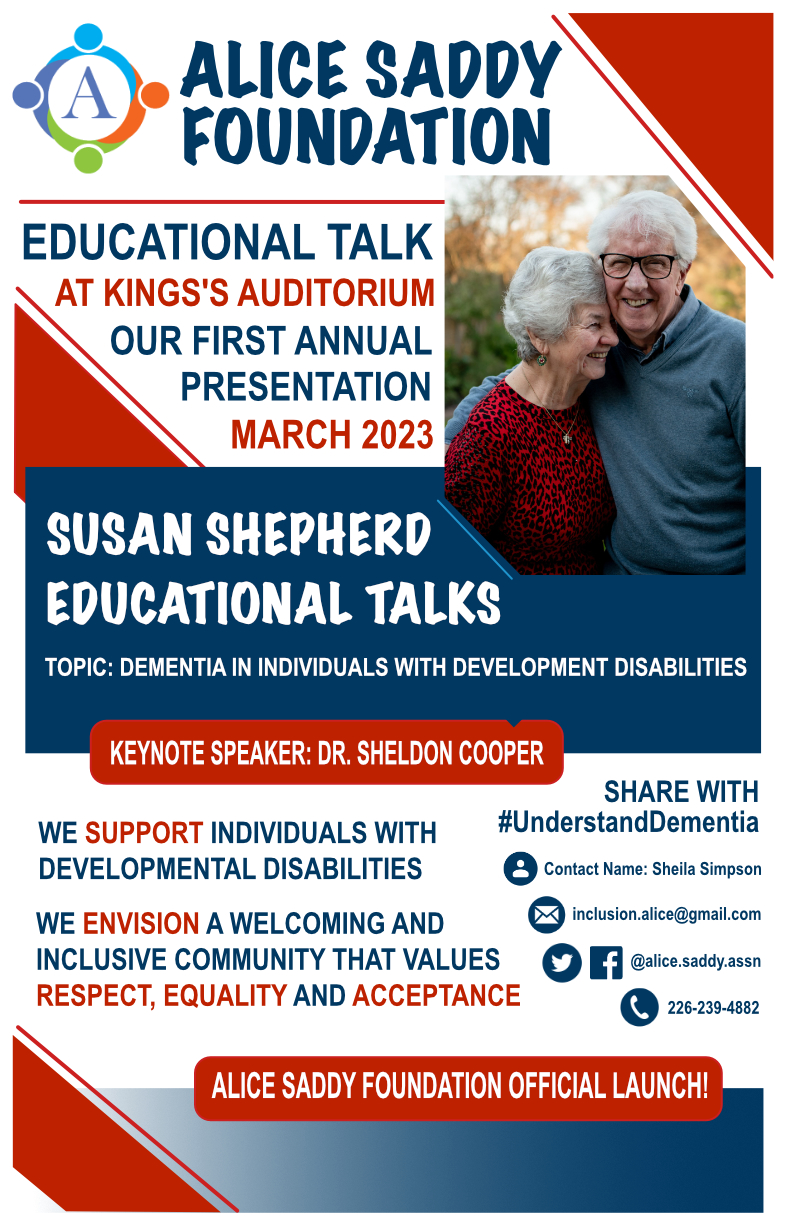 A
ALICE SADDY
FOUNDATION
EDUCATIONAL TALK
AT KINGS'S AUDITORIUM
OUR FIRST ANNUAL
PRESENTATION
MARCH 2023
SUSAN SHEPHERD
EDUCATIONAL TALKS
TOPIC: DEMENTIA IN INDIVIDUALS WITH DEVELOPMENT DISABILITIES
KEYNOTE SPEAKER: DR. SHELDON COOPER
WE SUPPORT INDIVIDUALS WITH
DEVELOPMENTAL DISABILITIES
WE ENVISION A WELCOMING AND
INCLUSIVE COMMUNITY THAT VALUES
RESPECT, EQUALITY AND ACCEPTANCE
SHARE WITH
#UnderstandDementia
Contact Name: Sheila Simpson
inclusion.alice@gmail.com
@alice.saddy.assn
226-239-4882
ALICE SADDY FOUNDATION OFFICIAL LAUNCH!